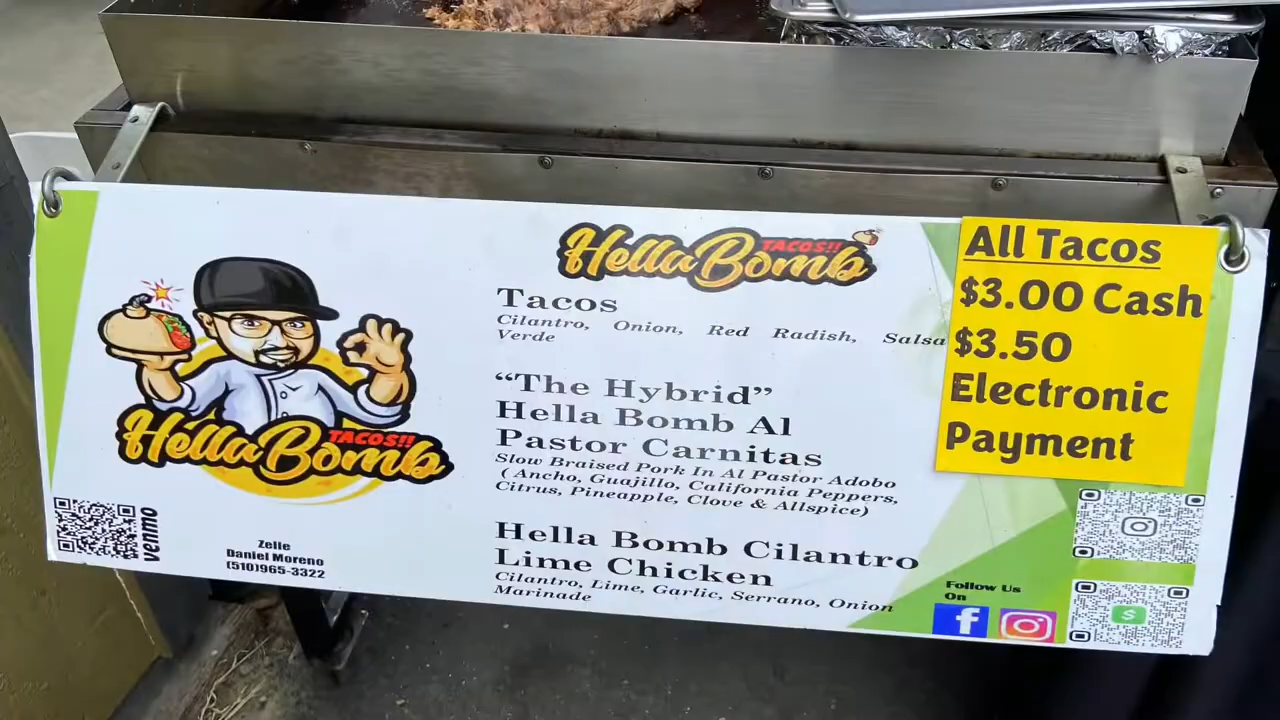 Hella Bomb
TACOS!!
Tacos
Cilantro, Onion, Red Radish, Salsa
Verde
“The Hybrid”
Hella Bomb Al
Pastor Carnitas
Slow Braised Pork In Al Pastor Adobo
( Ancho, Guajillo, California Peppers,
Citrus, Pineapple, Clove & Allspice)
Hella Bomb Cilantro
Lime Chicken
Cilantro, Lime, Garlic, Serrano, Onion
Marinade
All Tacos
$3.00 Cash
$3.50
Electronic
Payment
Hella Bomb
TACOS!!
venmo
Zelle
Daniel Moreno
(510)965-3322
Follow Us
On
f
$